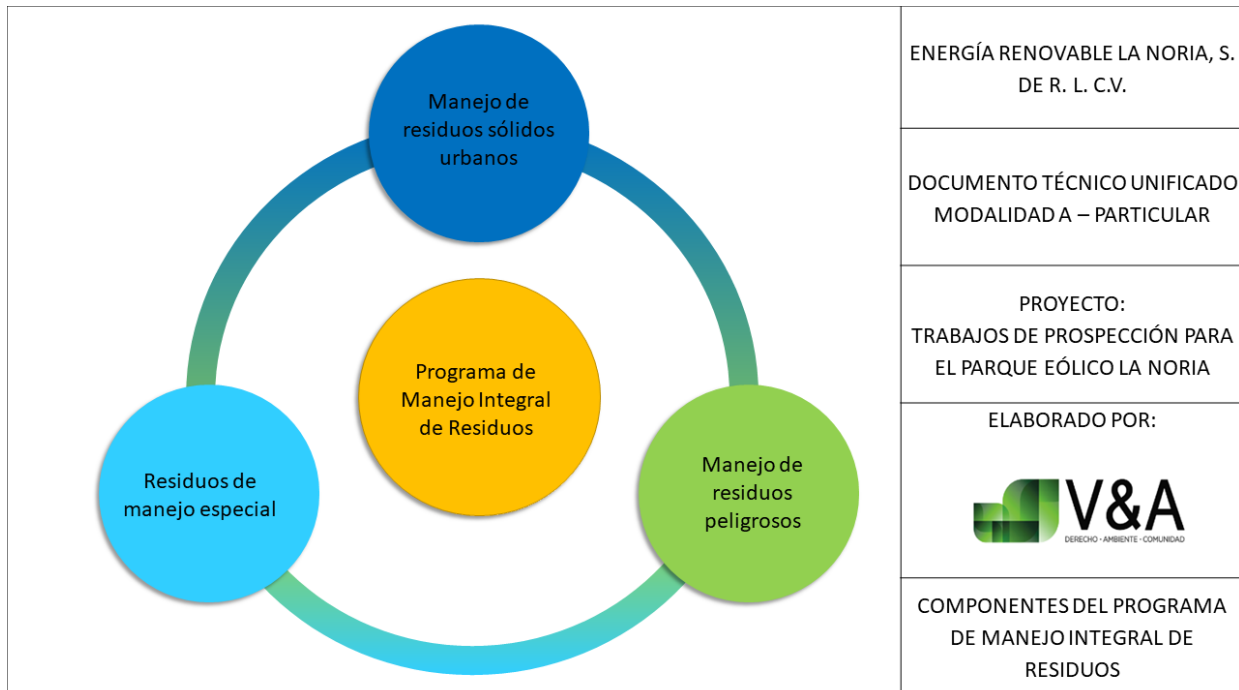 Manejo de
residuos sólidos
urbanos
Programa de
Manejo Integral
de Residuos
Residuos de
manejo especial
Manejo de
residuos
peligrosos
ENERGÍA RENOVABLE LA NORIA, S.
DE R. L. C.V.
DOCUMENTO TÉCNICO UNIFICADO
MODALIDAD A – PARTICULAR
PROYECTO:
TRABAJOS DE PROSPECCIÓN PARA
EL PARQUE EÓLICO LA NORIA
ELABORADO POR:
V&A
DERECHO - AMBIENTE - COMUNIDAD
COMPONENTES DEL PROGRAMA
DE MANEJO INTEGRAL DE
RESIDUOS